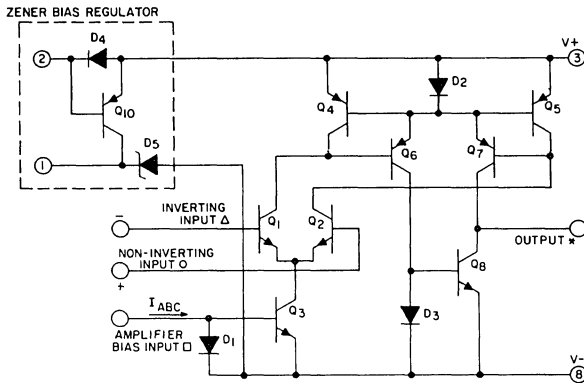 ZENER BIAS REGULATOR
D4
2
V+
3
Q10
Q4
D2
Q5
D5
1
Q6
Q7
−
INVERTING
INPUT Δ
Q1
Q2
OUTPUT *
NON-INVERTING
INPUT O
+
Q8
IABC
Q3
D3
AMPLIFIER
BIAS INPUT □
D1
V-
8